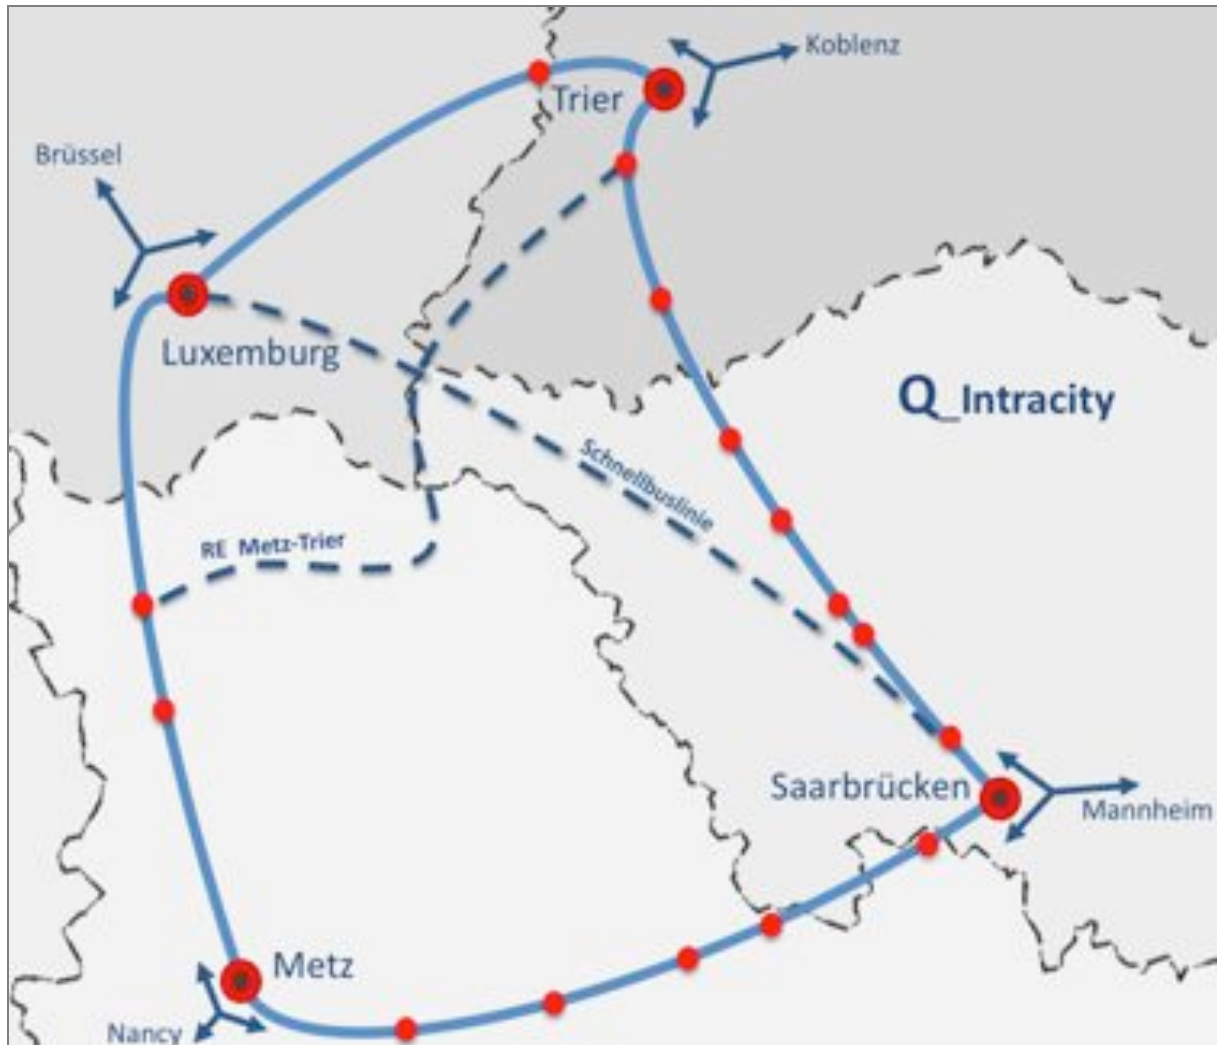 Koblenz
Trier
Brüssel
Luxemburg
Q_Intracity
Schnellbuslinie
RE Metz-Trier
Saarbrücken
Mannheim
Metz
Nancy